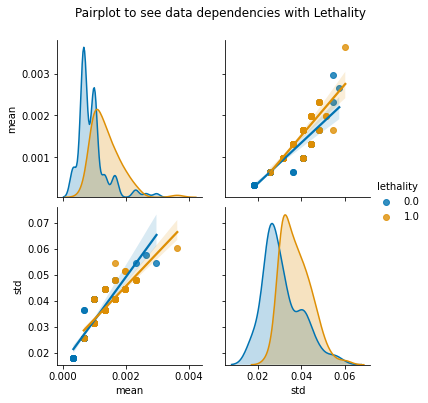 Pairplot to see data dependencies with Lethality
0.003
0.002
0.001
mean
lethality
0.0
1.0
0.07
0.06
0.05
0.04
0.03
0.02
std
0.000 0.002 0.004
mean
0.02 0.04 0.06
std